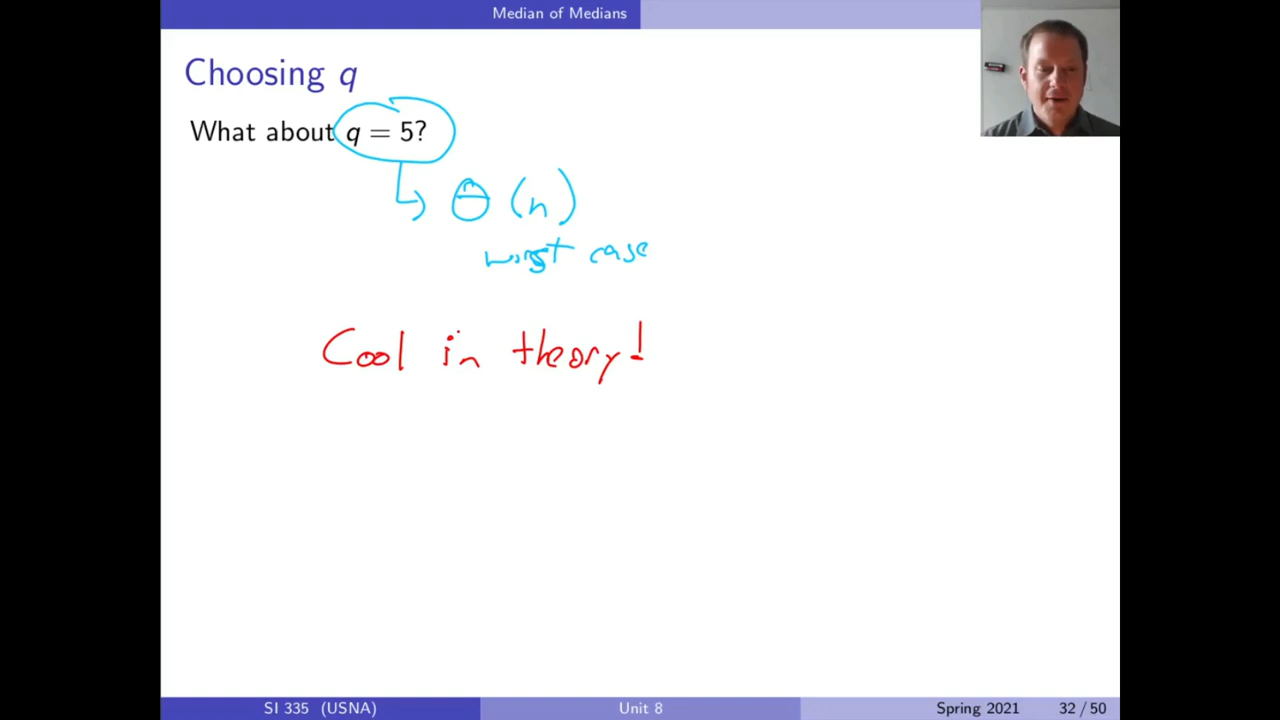 Median of Medians
Choosing q
What about q = 5?
Θ (n)
worst case
Cool in theory!
SI 335 (USNA)
Unit 8
Spring 2021
32 / 50